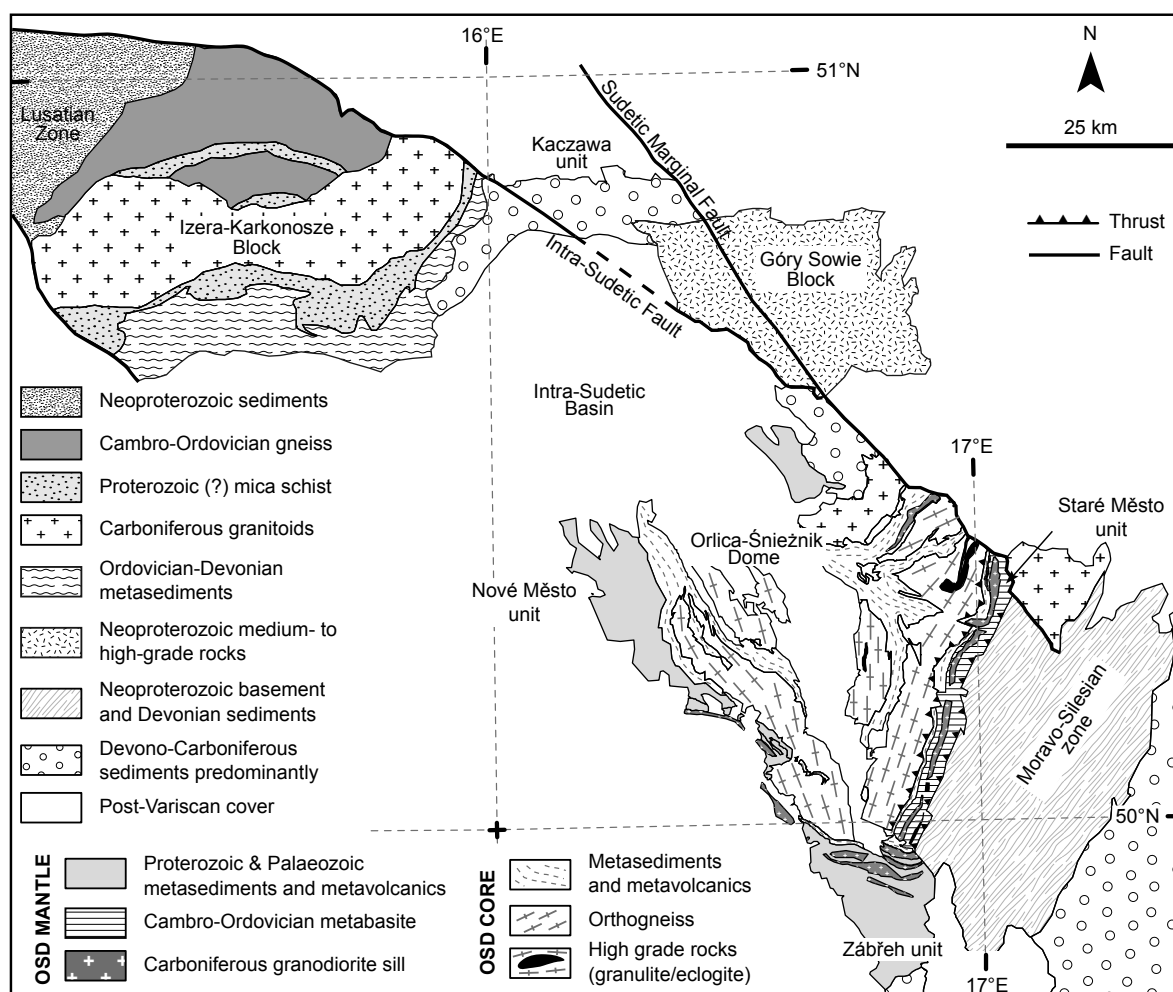 16°E
N
51°N
Lusatian
Zone
Sudetic Marginal Fault
25 km
Kaczawa
unit
Thrust
Fault
Izera-Karkonosze
Block
Intra-Sudetic Fault
Góry Sowie
Block
Intra-Sudetic
Basin
Neoproterozoic sediments
Cambro-Ordovician gneiss
Proterozoic (?) mica schist
Carboniferous granitoids
Ordovician-Devonian
metasediments
Neoproterozoic medium- to
high-grade rocks
Neoproterozoic basement
and Devonian sediments
Devono-Carboniferous
sediments predominantly
Post-Variscan cover
17°E
Staré Město
unit
Orlica-Śnieżnik
Dome
Nové Město
unit
Moravo-Silesian
zone
50°N
OSD MANTLE
Proterozoic & Palaeozoic
metasediments and metavolcanics
Cambro-Ordovician metabasite
Carboniferous granodiorite sill
OSD CORE
Metasediments
and metavolcanics
Orthogneiss
High grade rocks
(granulite/eclogite)
Zábřeh unit
17°E